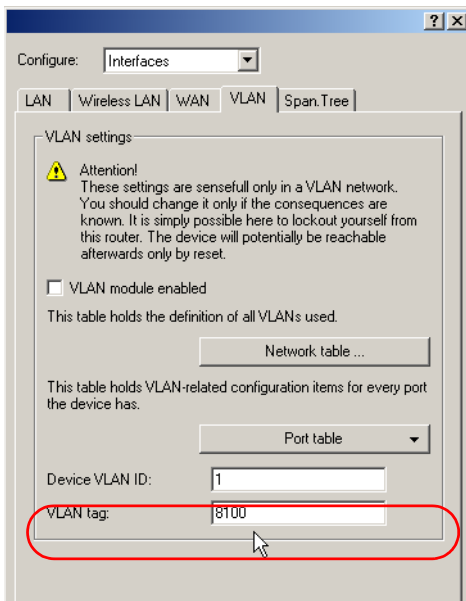 Configure: Interfaces
LAN Wireless LAN WAN VLAN Span.Tree
VLAN settings
Attention!
These settings are sensefull only in a VLAN network.
You should change it only if the consequences are
known. It is simply possible here to lockout yourself from
this router. The device will potentially be reachable
afterwards only by reset.
VLAN module enabled
This table holds the definition of all VLANs used.
Network table ...
This table holds VLAN-related configuration items for every port
the device has.
Port table
Device VLAN ID: 1
VLAN tag: 8100